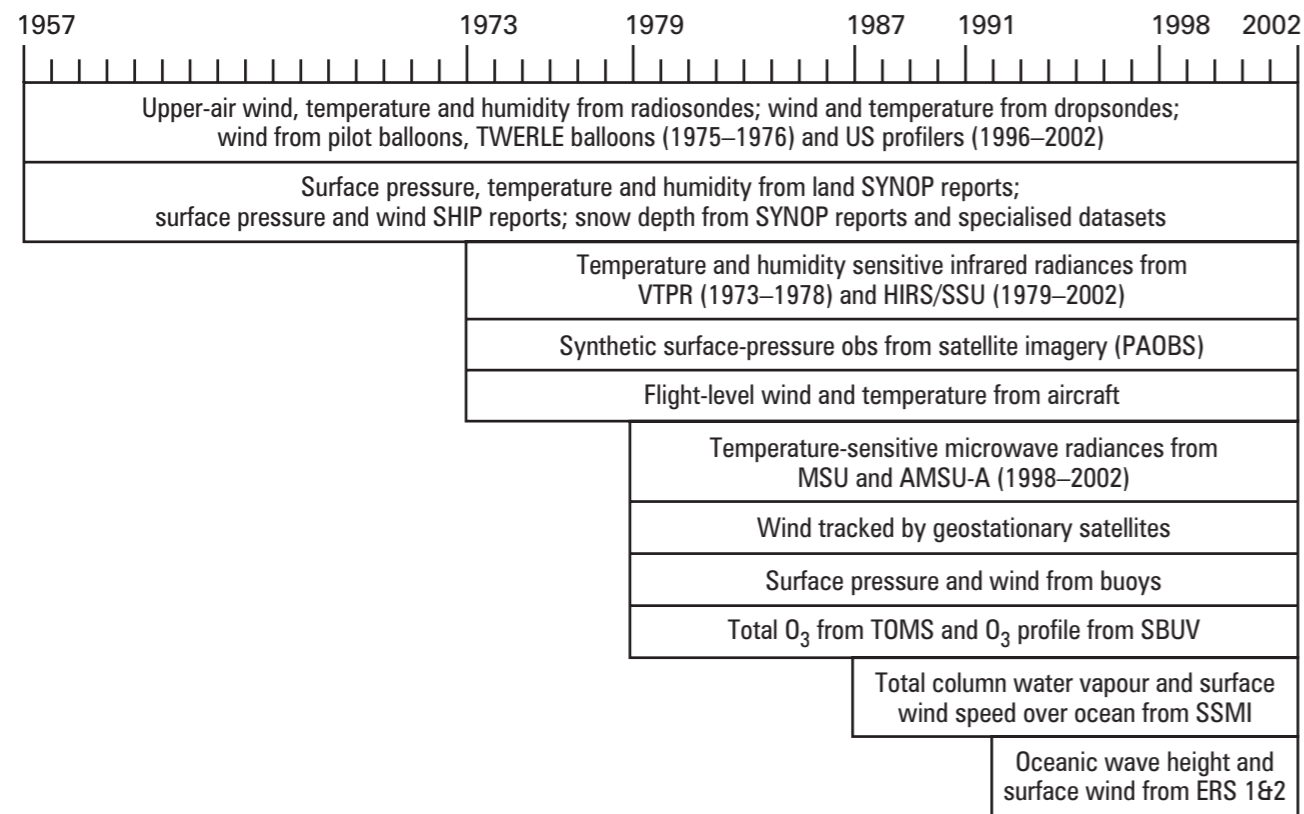 1957 1973 1979 1987 1991 1998 2002
Upper-air wind, temperature and humidity from radiosondes; wind and temperature from dropsondes;
wind from pilot balloons, TWERLE balloons (1975–1976) and US profilers (1996–2002)
Surface pressure, temperature and humidity from land SYNOP reports;
surface pressure and wind SHIP reports; snow depth from SYNOP reports and specialised datasets
Temperature and humidity sensitive infrared radiances from
VTPR (1973–1978) and HIRS/SSU (1979–2002)
Synthetic surface-pressure obs from satellite imagery (PAOBS)
Flight-level wind and temperature from aircraft
Temperature-sensitive microwave radiances from
MSU and AMSU-A (1998–2002)
Wind tracked by geostationary satellites
Surface pressure and wind from buoys
Total O₃ from TOMS and O₃ profile from SBUV
Total column water vapour and surface
wind speed over ocean from SSMI
Oceanic wave height and
surface wind from ERS 1&2